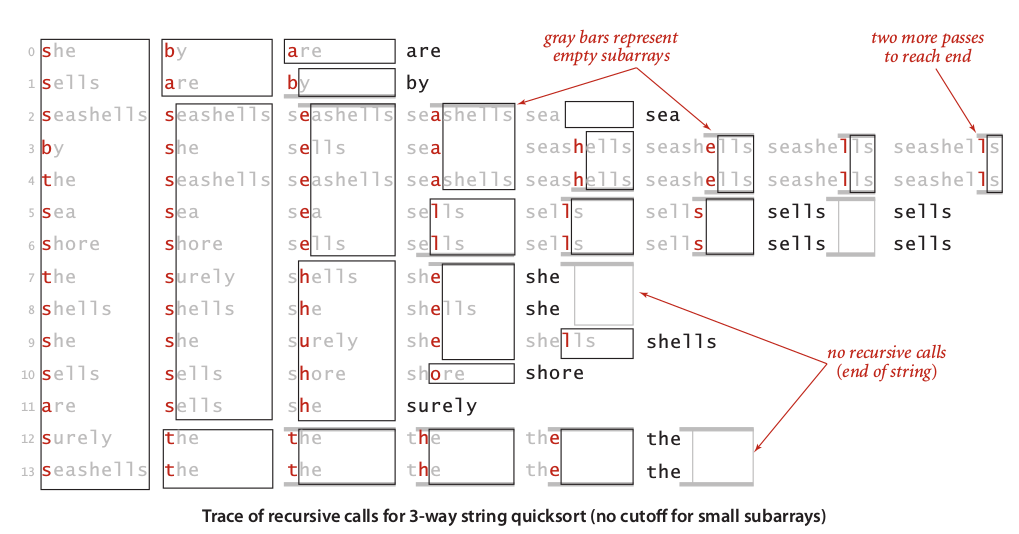 gray bars represent
empty subarrays
two more passes
to reach end
0 she by are are
1 sells are by by
2 seashells seashells seashells seashells sea sea
3 by she sells sea seashells seashells seashells seashells
4 the seashells seashells seashells seashells seashells seashells seashells
5 sea sea sea sells sells sells sells sells
6 shore shore sells sells sells sells sells sells
7 the surely shells she she
8 shells shells she shells she
9 she she surely she shells shells
no recursive calls
(end of string)
10 sells sells shore shore shore
11 are sells she surely
12 surely the the the the the
13 seashells the the the the the
Trace of recursive calls for 3-way string quicksort (no cutoff for small subarrays)